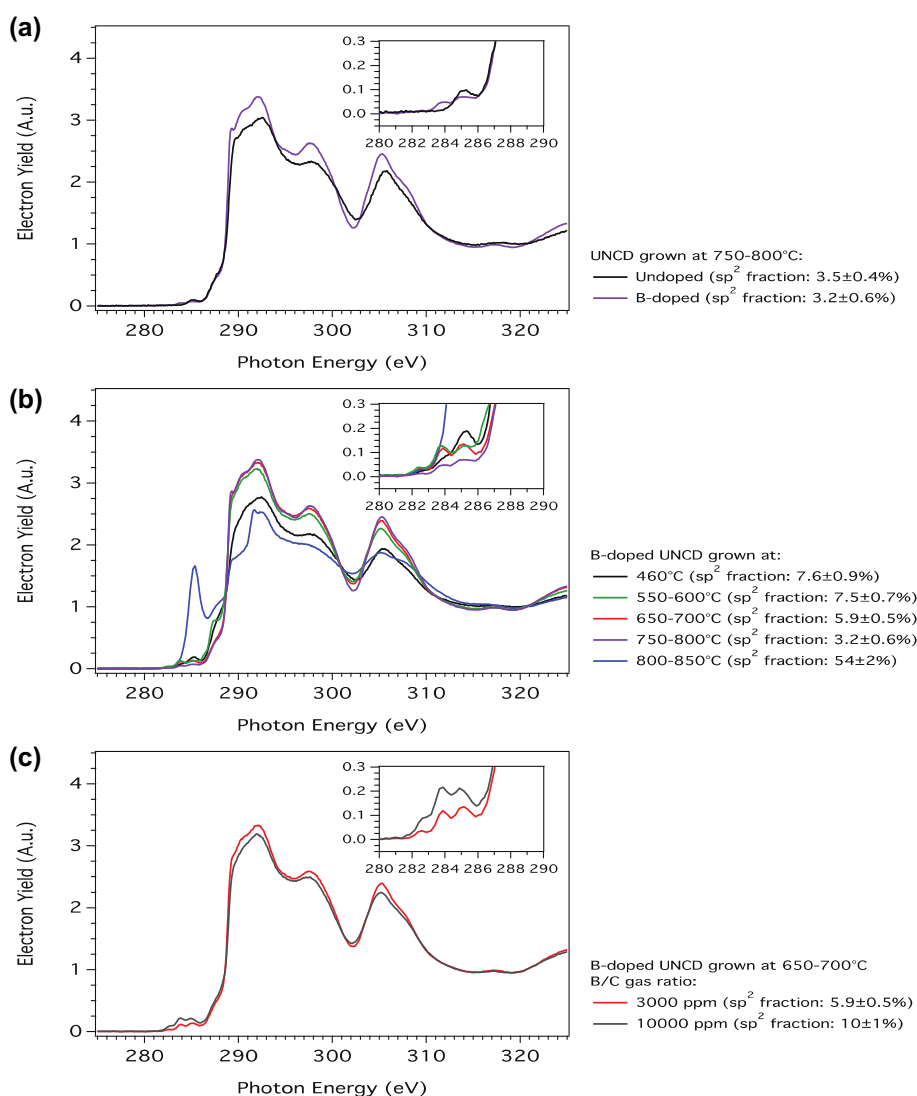 (a)
Electron Yield (A.u.)
4
3
2
1
0
0.3
0.2
0.1
0.0
280 282 284 286 288 290
280 290 300 310 320
Photon Energy (eV)
UNCD grown at 750-800°C:
Undoped (sp² fraction: 3.5±0.4%)
B-doped (sp² fraction: 3.2±0.6%)
(b)
Electron Yield (A.u.)
4
3
2
1
0
0.3
0.2
0.1
0.0
280 282 284 286 288 290
280 290 300 310 320
Photon Energy (eV)
B-doped UNCD grown at:
460°C (sp² fraction: 7.6±0.9%)
550-600°C (sp² fraction: 7.5±0.7%)
650-700°C (sp² fraction: 5.9±0.5%)
750-800°C (sp² fraction: 3.2±0.6%)
800-850°C (sp² fraction: 54±2%)
(c)
Electron Yield (A.u.)
4
3
2
1
0
0.3
0.2
0.1
0.0
280 282 284 286 288 290
280 290 300 310 320
Photon Energy (eV)
B-doped UNCD grown at 650-700°C
B/C gas ratio:
3000 ppm (sp² fraction: 5.9±0.5%)
10000 ppm (sp² fraction: 10±1%)